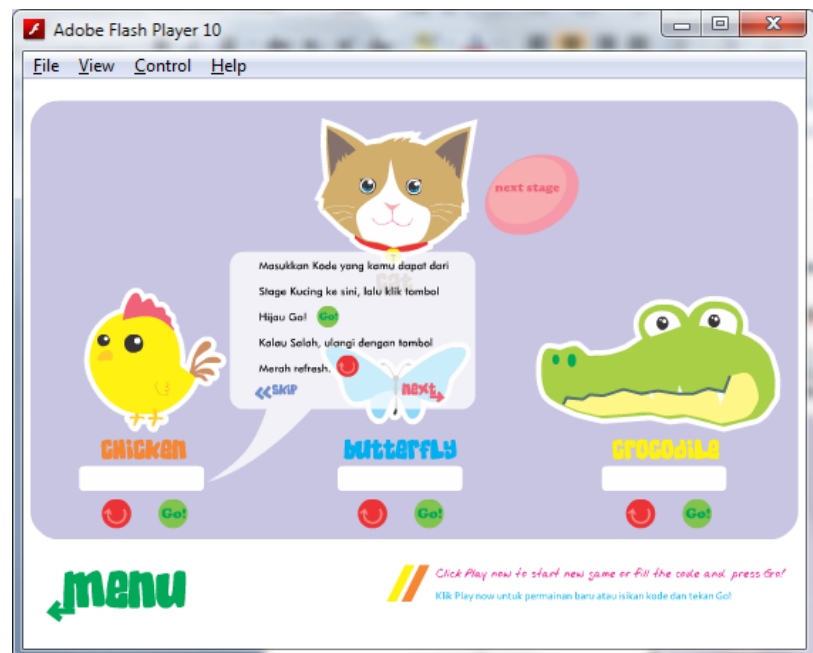 Adobe Flash Player 10
File View Control Help
next stage
cat
Masukkan Kode yang kamu dapat dari
Stage Kucing ke sini, lalu klik tombol
Hijau Go! Go!
Kalau Salah, ulangi dengan tombol
Merah refresh.
SKIP next
chicken butterfly crocodile
Go! Go! Go!
menu
Click Play now to start new game or fill the code and press Go!
Klik Play now untuk permainan baru atau isikan kode dan tekan Go!